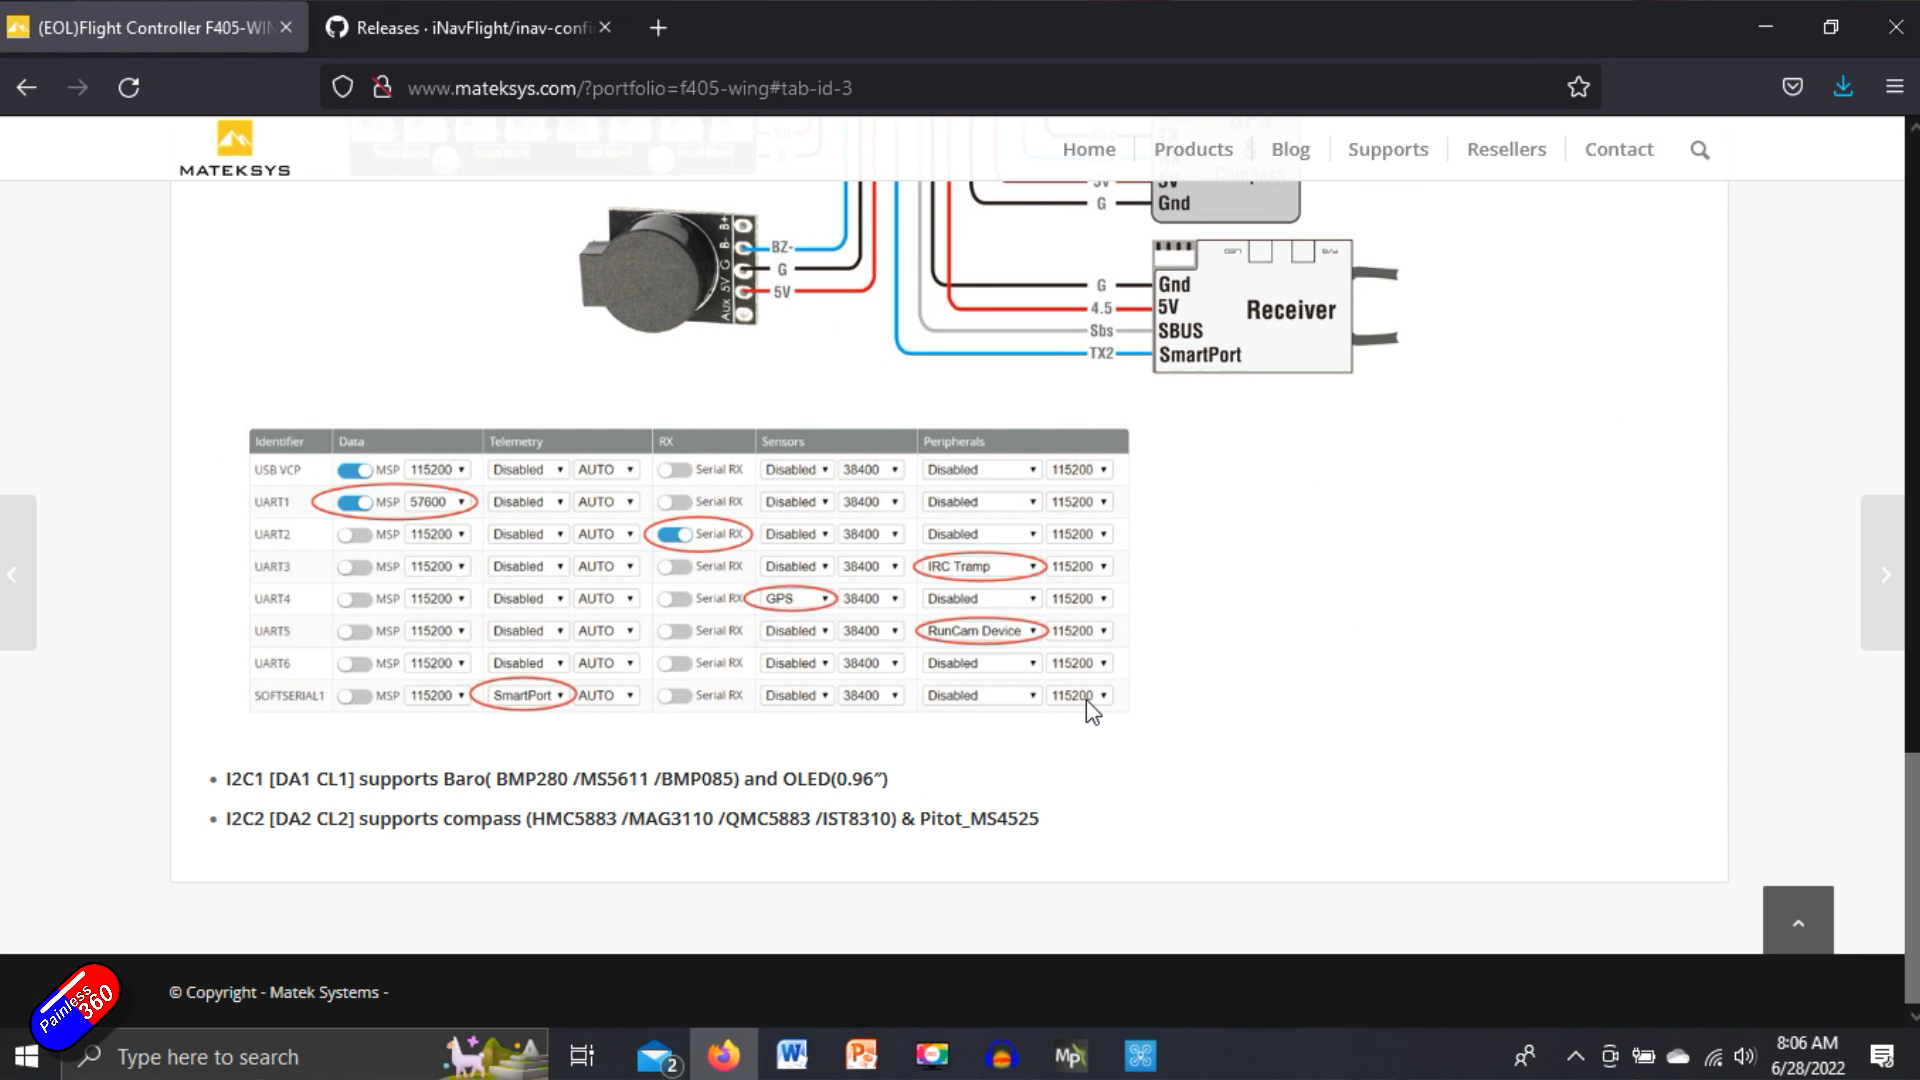 (EOL)Flight Controller F405-WIN
Releases · iNavFlight/inav-confi
www.mateksys.com/?portfolio=f405-wing#tab-id-3
MATEKSYS
Home Products Blog Supports Resellers Contact
G Gnd
B+
B-
G
5V
Aux
BZ-
G
5V
G Gnd
4.5 5V
Sbs SBUS
TX2 SmartPort
Receiver
Identifier Data Telemetry RX Sensors Peripherals
USB VCP MSP 115200 Disabled AUTO Serial RX Disabled 38400 Disabled 115200
UART1 MSP 57600 Disabled AUTO Serial RX Disabled 38400 Disabled 115200
UART2 MSP 115200 Disabled AUTO Serial RX Disabled 38400 Disabled 115200
UART3 MSP 115200 Disabled AUTO Serial RX Disabled 38400 IRC Tramp 115200
UART4 MSP 115200 Disabled AUTO Serial RX GPS 38400 Disabled 115200
UART5 MSP 115200 Disabled AUTO Serial RX Disabled 38400 RunCam Device 115200
UART6 MSP 115200 Disabled AUTO Serial RX Disabled 38400 Disabled 115200
SOFTSERIAL1 MSP 115200 SmartPort AUTO Serial RX Disabled 38400 Disabled 115200
• I2C1 [DA1 CL1] supports Baro( BMP280 /MS5611 /BMP085) and OLED(0.96″)
• I2C2 [DA2 CL2] supports compass (HMC5883 /MAG3110 /QMC5883 /IST8310) & Pitot_MS4525
© Copyright - Matek Systems -
Painless 360
Type here to search
2
Mp
8:06 AM
6/28/2022